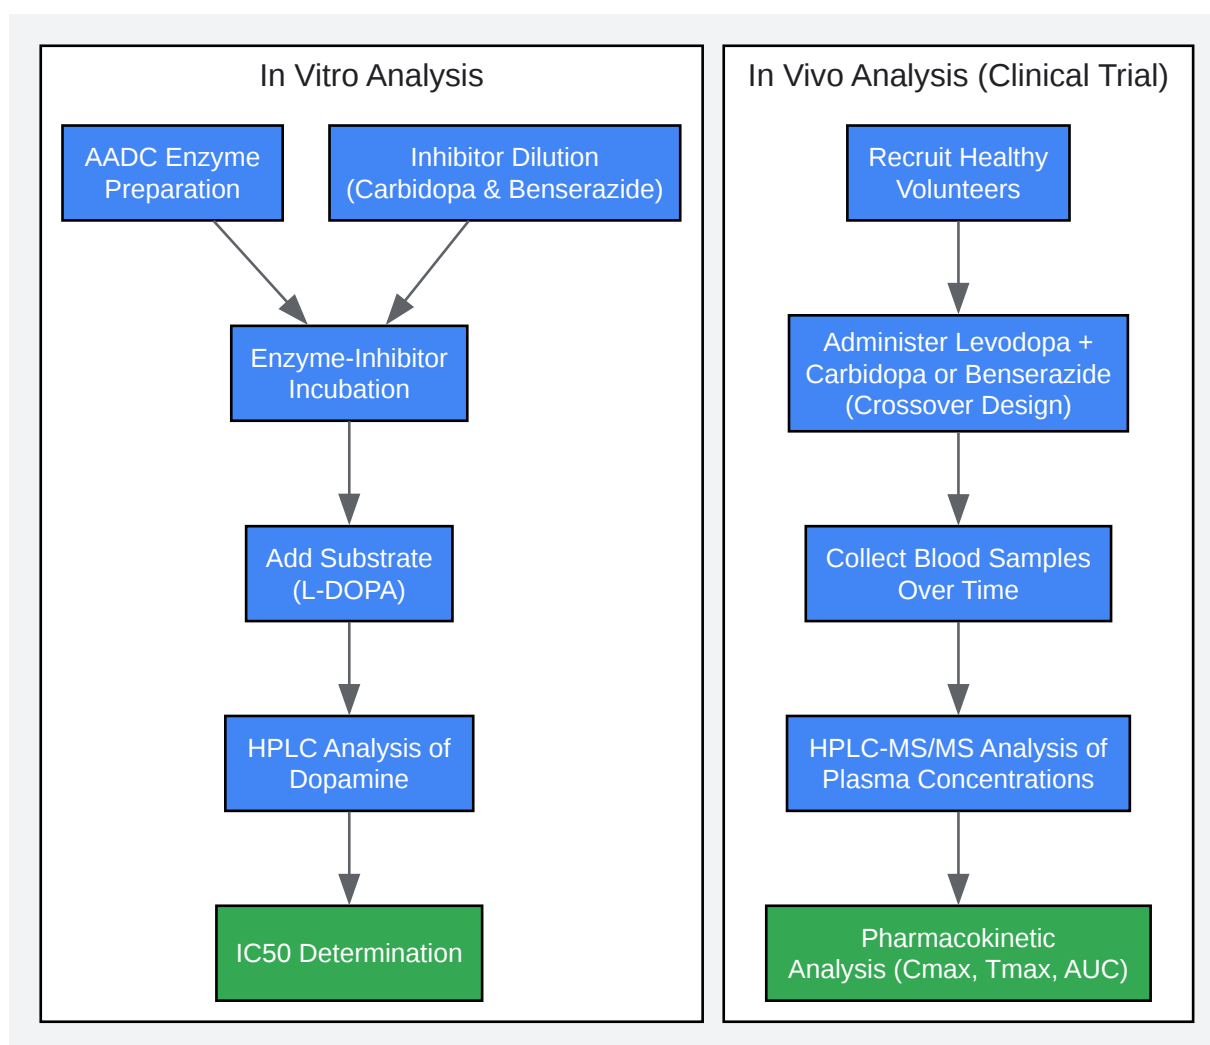 In Vitro Analysis
AADC Enzyme
Preparation
Inhibitor Dilution
(Carbidopa & Benserazide)
Enzyme-Inhibitor
Incubation
Add Substrate
(L-DOPA)
HPLC Analysis of
Dopamine
IC50 Determination
In Vivo Analysis (Clinical Trial)
Recruit Healthy
Volunteers
Administer Levodopa +
Carbidopa or Benserazide
(Crossover Design)
Collect Blood Samples
Over Time
HPLC-MS/MS Analysis of
Plasma Concentrations
Pharmacokinetic
Analysis (Cmax, Tmax, AUC)